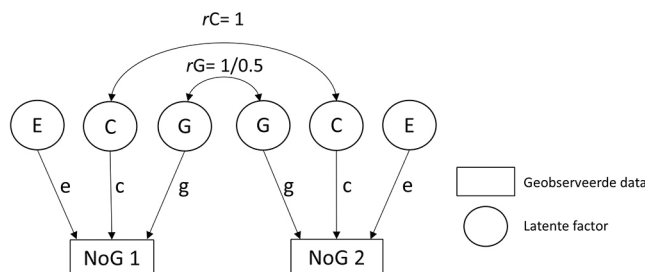 rC= 1
rG= 1/0.5
E C G G C E
e c g g c e
Geobserveerde data
Latente factor
NoG 1 NoG 2